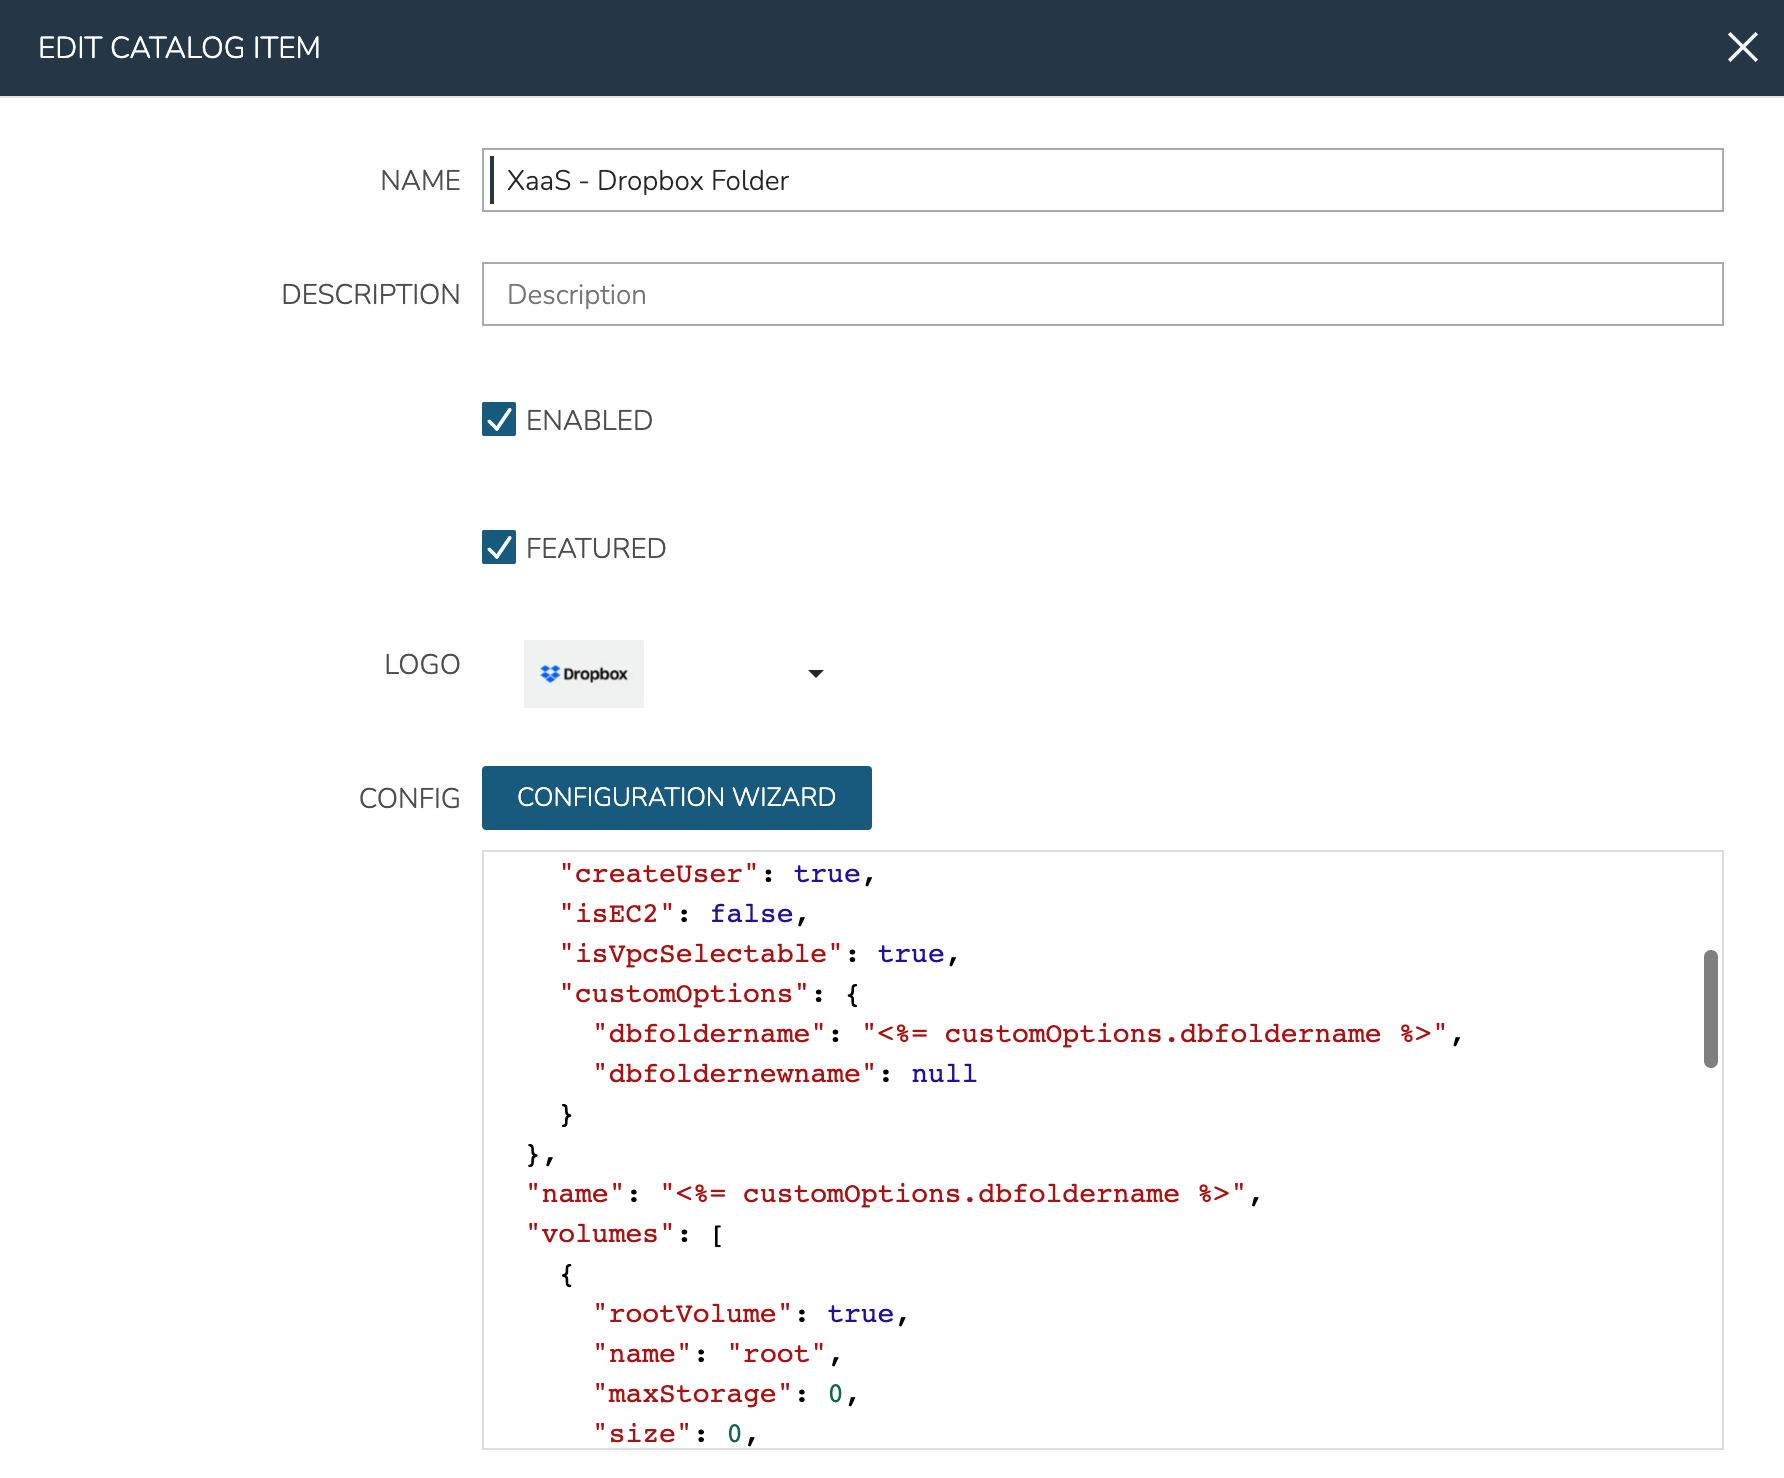 EDIT CATALOG ITEM
NAME
XaaS - Dropbox Folder
DESCRIPTION
Description
ENABLED
FEATURED
LOGO
Dropbox
CONFIG
CONFIGURATION WIZARD
"createUser": true,
"isEC2": false,
"isVpcSelectable": true,
"customOptions": {
"dbfoldername": "<%= customOptions.dbfoldername %>",
"dbfoldernewname": null
}
},
"name": "<%= customOptions.dbfoldername %>",
"volumes": [
{
"rootVolume": true,
"name": "root",
"maxStorage": 0,
"size": 0,